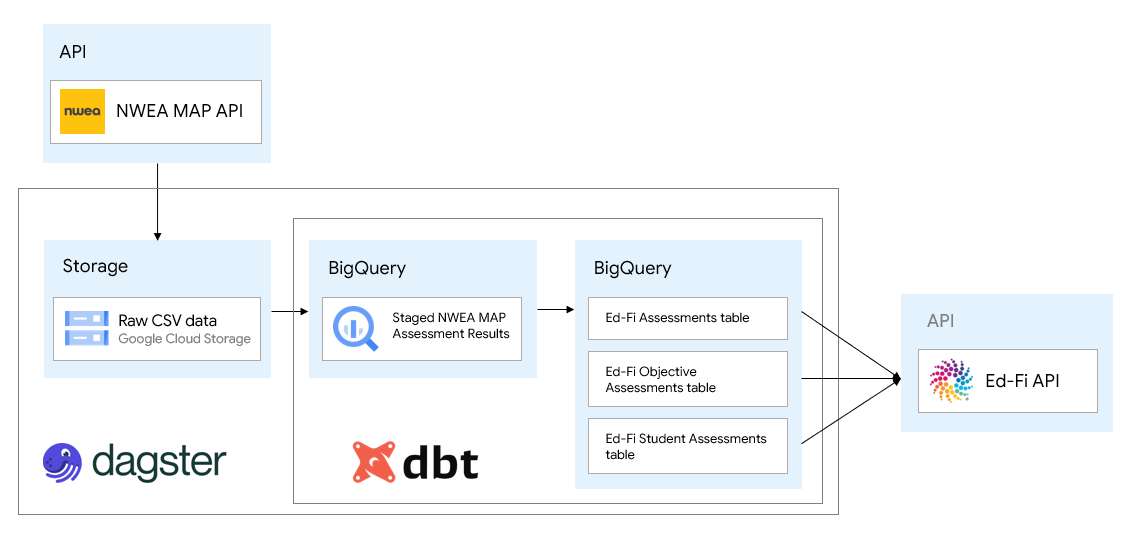 API
nwea
NWEA MAP API
Storage
Raw CSV data
Google Cloud Storage
BigQuery
Staged NWEA MAP
Assessment Results
BigQuery
Ed-Fi Assessments table
Ed-Fi Objective
Assessments table
Ed-Fi Student Assessments
table
API
Ed-Fi API
dagster
dbt